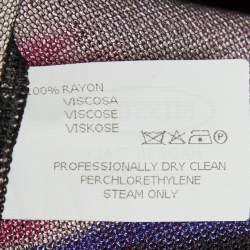 100% RAYON
VISCOSA
VISCOSE
VISKOSE
PROFESSIONALLY DRY CLEAN
PERCHLORETHYLENE
STEAM ONLY